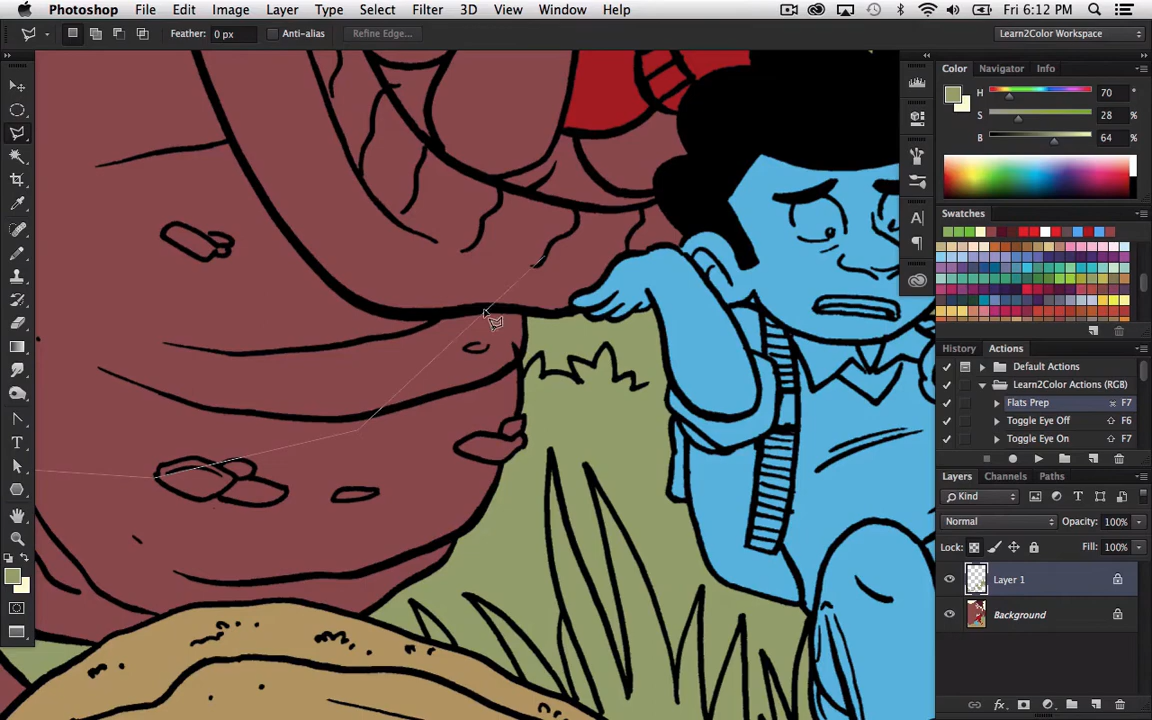 Photoshop File Edit Image Layer Type Select Filter 3D View Window Help Fri 6:12 PM
Feather: 0 px Anti-alias Refine Edge... Learn2Color Workspace
Color Navigator Info
H 70 °
S 28 %
B 64 %
Swatches
History Actions
Default Actions
Learn2Color Actions (RGB)
Flats Prep F7
Toggle Eye Off F6
Toggle Eye On F7
Layers Channels Paths
Kind
Normal Opacity: 100%
Lock: Fill: 100%
Layer 1
Background